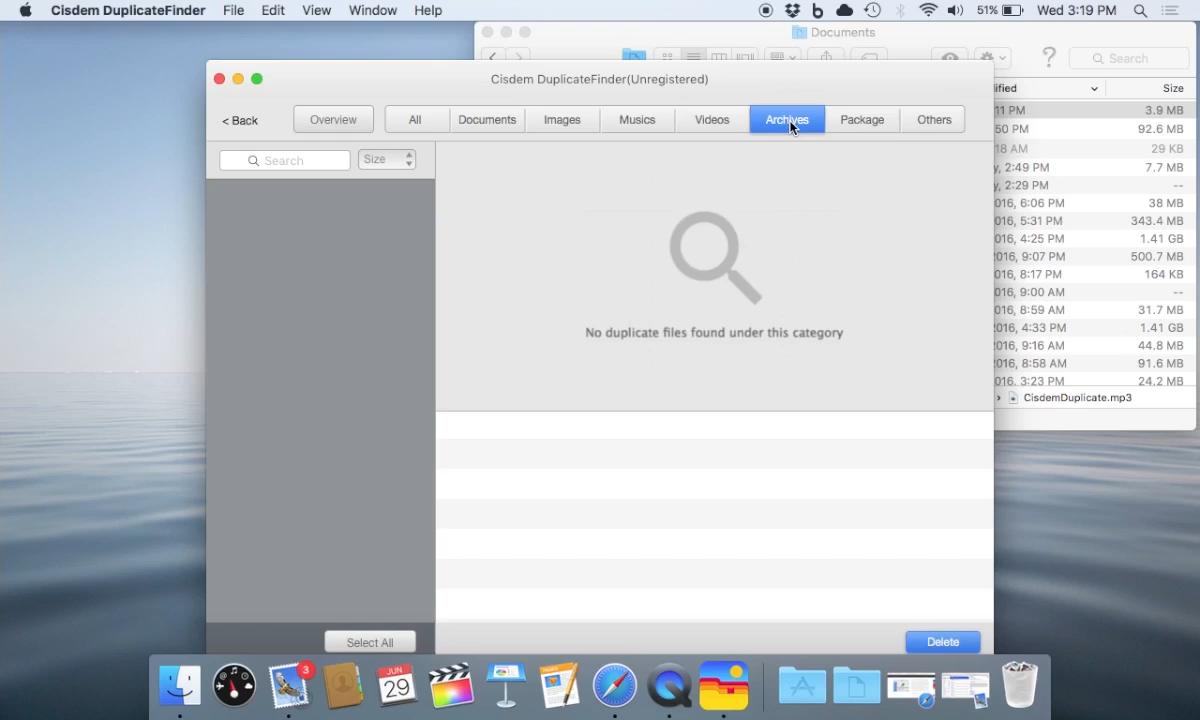 Cisdem DuplicateFinder File Edit View Window Help 51% Wed 3:19 PM
Documents
Search
Cisdem DuplicateFinder(Unregistered)
ified Size
< Back Overview All Documents Images Musics Videos Archives Package Others
11 PM 3.9 MB
50 PM 92.6 MB
18 AM 29 KB
Search Size
y, 2:49 PM 7.7 MB
y, 2:29 PM --
016, 6:06 PM 38 MB
016, 5:31 PM 343.4 MB
016, 4:25 PM 1.41 GB
2016, 9:07 PM 500.7 MB
016, 8:17 PM 164 KB
016, 9:00 AM --
016, 8:59 AM 31.7 MB
2016, 4:33 PM 1.41 GB
No duplicate files found under this category
2016, 9:16 AM 44.8 MB
2016, 8:58 AM 91.6 MB
016, 3:23 PM 24.2 MB
CisdemDuplicate.mp3
Select All Delete
3
JUN
29
PAGES